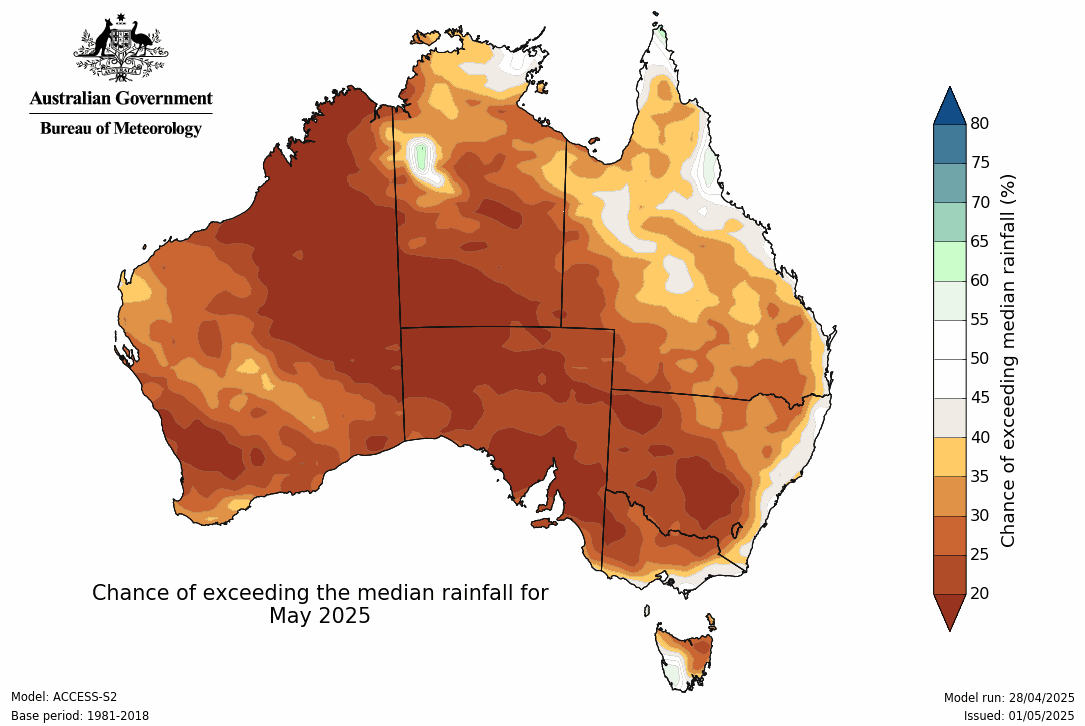 AUSTRALIA
Australian Government
Bureau of Meteorology
80
75
70
65
60
55
50
45
40
35
30
25
20
Chance of exceeding median rainfall (%)
Chance of exceeding the median rainfall for
May 2025
Model: ACCESS-S2
Base period: 1981-2018
Model run: 28/04/2025
Issued: 01/05/2025